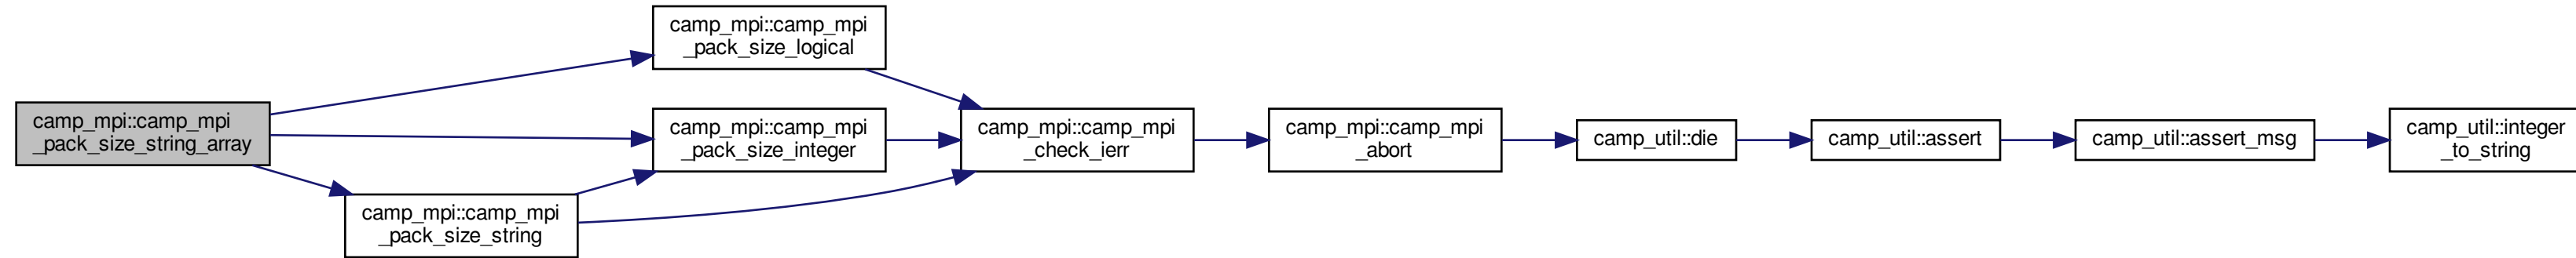 camp_mpi::camp_mpi
_pack_size_string_array
camp_mpi::camp_mpi
_pack_size_logical
camp_mpi::camp_mpi
_pack_size_integer
camp_mpi::camp_mpi
_pack_size_string
camp_mpi::camp_mpi
_check_ierr
camp_mpi::camp_mpi
_abort
camp_util::die
camp_util::assert
camp_util::assert_msg
camp_util::integer
_to_string